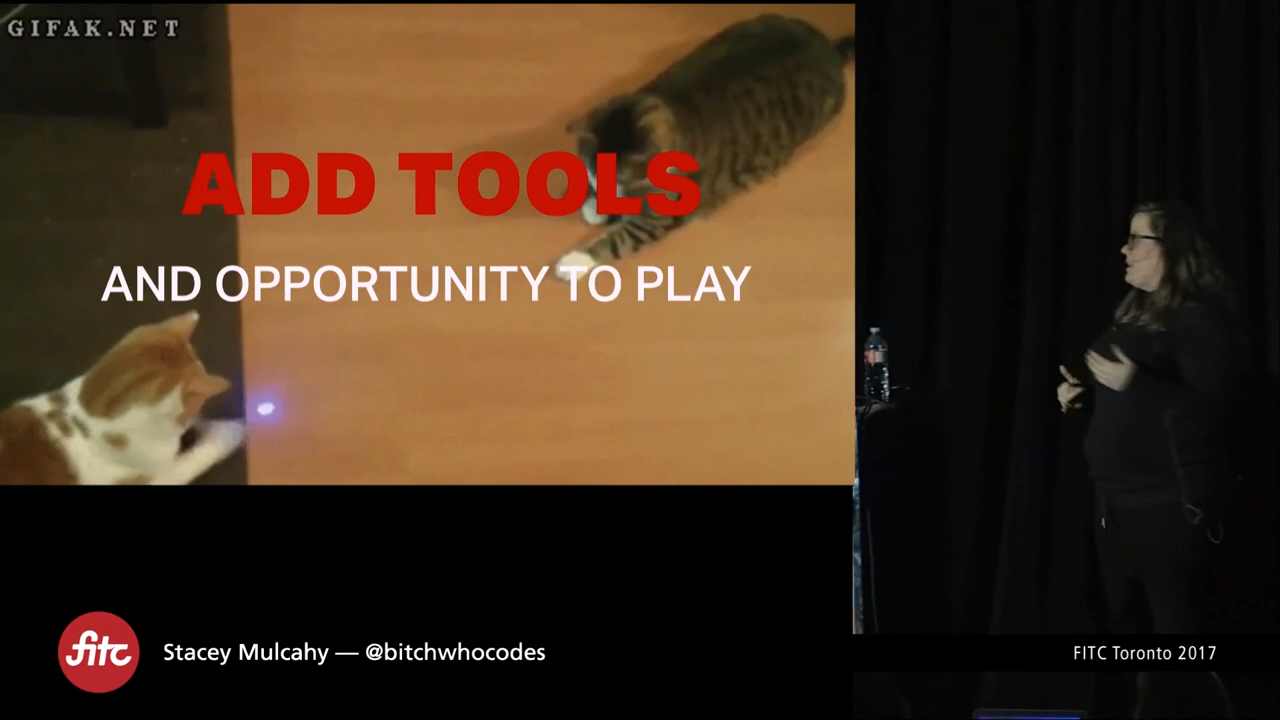 GIFAK.NET
ADD TOOLS
AND OPPORTUNITY TO PLAY
fitc
Stacey Mulcahy — @bitchwhocodes
FITC Toronto 2017